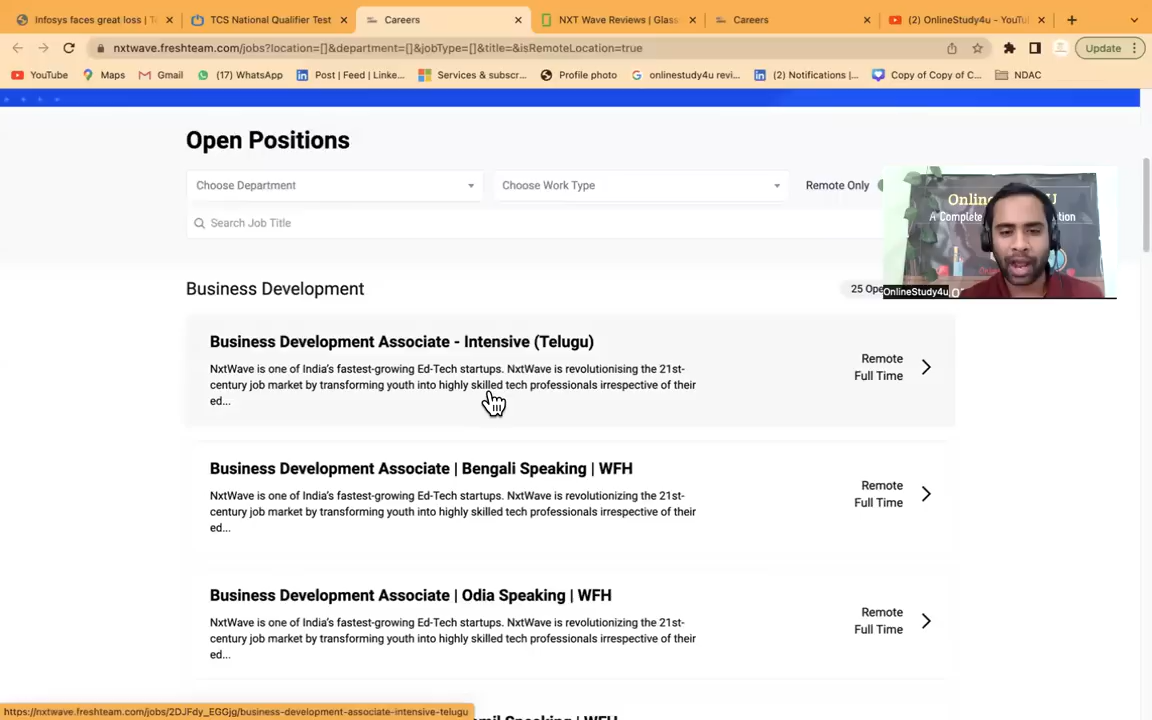 Infosys faces great loss | T
TCS National Qualifier Test
Careers
NXT Wave Reviews | Glass
Careers
(2) OnlineStudy4u - YouTu
nxtwave.freshteam.com/jobs?location=[]&department=[]&jobType=[]&title=&isRemoteLocation=true
Update
YouTube
Maps
Gmail
(17) WhatsApp
Post | Feed | Linke...
Services & subscr...
Profile photo
onlinestudy4u revi...
(2) Notifications |...
Copy of Copy of C...
NDAC
Open Positions
Choose Department
Choose Work Type
Remote Only
Search Job Title
Business Development
25 Ope
OnlineStudy4u
Business Development Associate - Intensive (Telugu)
NxtWave is one of India's fastest-growing Ed-Tech startups. NxtWave is revolutionising the 21st-
century job market by transforming youth into highly skilled tech professionals irrespective of their
ed...
Remote
Full Time
Business Development Associate | Bengali Speaking | WFH
NxtWave is one of India's fastest-growing Ed-Tech startups. NxtWave is revolutionizing the 21st-
century job market by transforming youth into highly skilled tech professionals irrespective of their
ed...
Remote
Full Time
Business Development Associate | Odia Speaking | WFH
NxtWave is one of India's fastest-growing Ed-Tech startups. NxtWave is revolutionizing the 21st-
century job market by transforming youth into highly skilled tech professionals irrespective of their
ed...
Remote
Full Time
https://nxtwave.freshteam.com/jobs/2DJFdy_EGGjg/business-development-associate-intensive-telugu